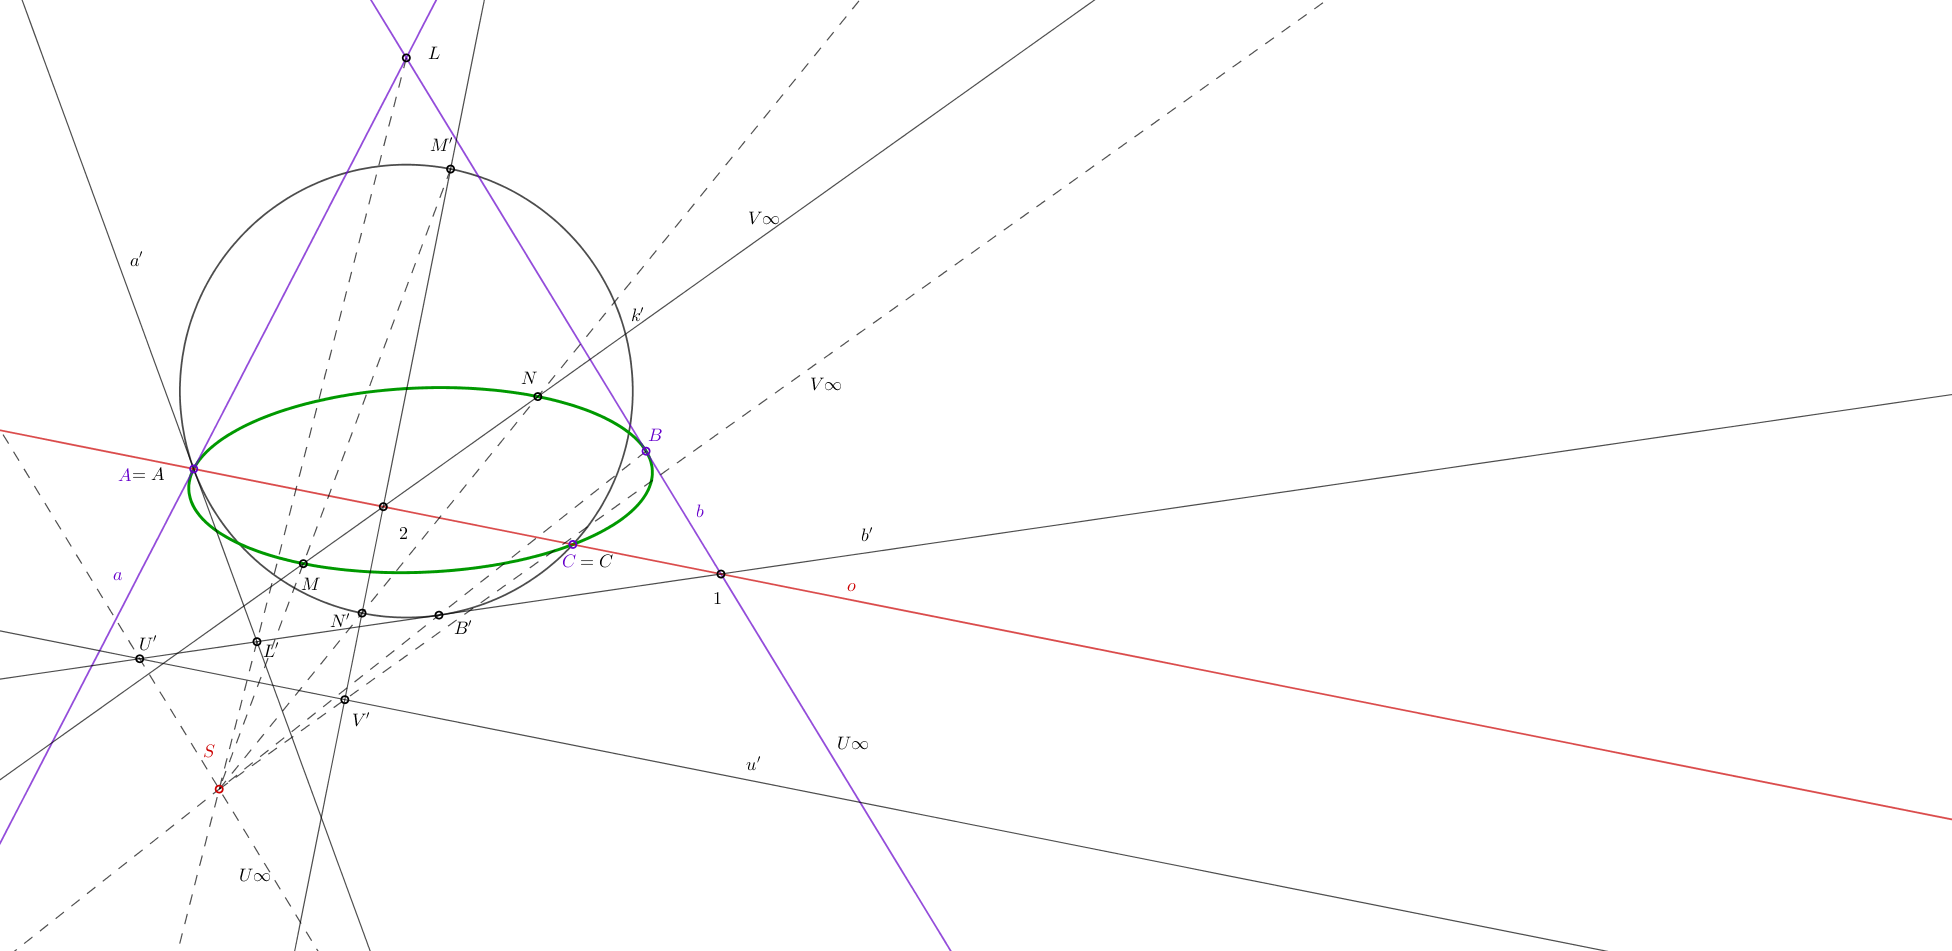 L
M′
V∞
a′
k′
N
V∞
B
A= A
b
2
b′
C = C
a
M
o
1
N′
B′
U′
L′
V′
U∞
S
u′
U∞